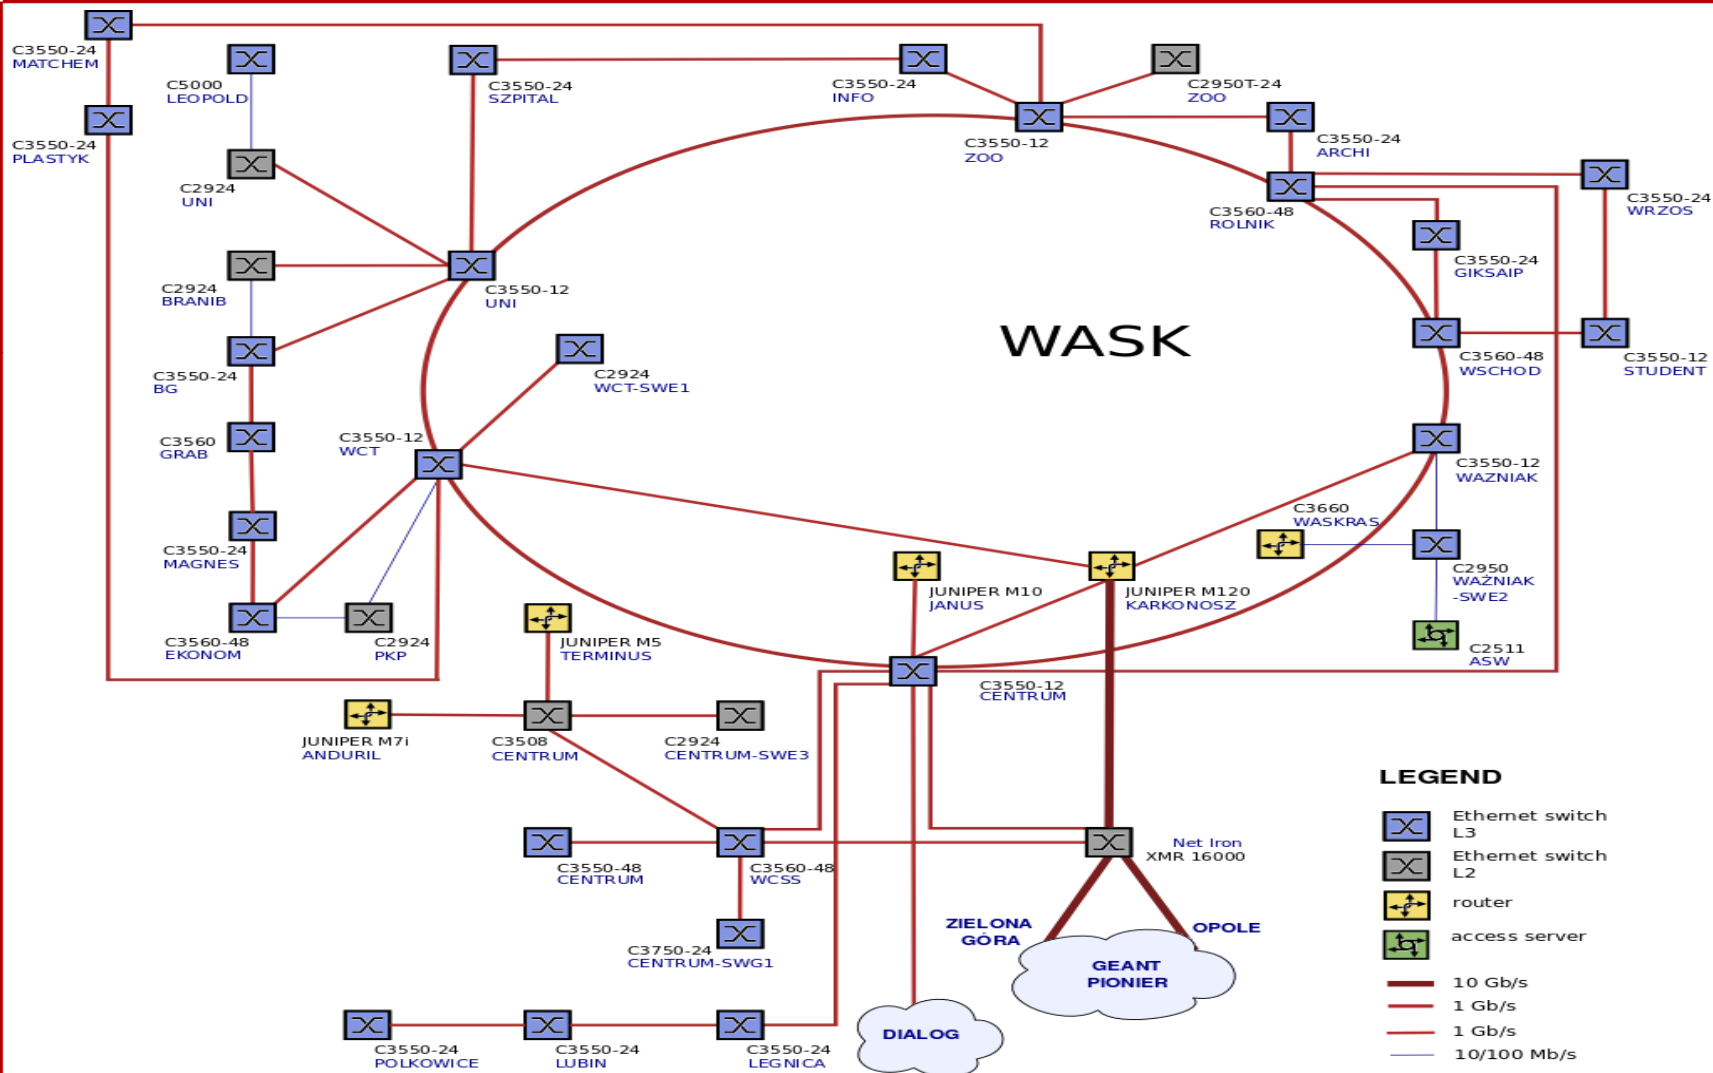 C3550-24
MATCHEM
C5000
LEOPOLD
C3550-24
SZPITAL
C3550-24
INFO
C2950T-24
ZOO
C3550-24
PLASTYK
C2924
UNI
C3550-12
ZOO
C3550-24
ARCHI
C3560-48
ROLNIK
C3550-24
WRZOS
C2924
BRANIB
C3550-12
UNI
C3550-24
GIKSAIP
WASK
C3550-24
BG
C2924
WCT-SWE1
C3560-48
WSCHOD
C3550-12
STUDENT
C3560
GRAB
C3550-12
WCT
C3550-12
WAZNIAK
C3660
WASKRAS
C3550-24
MAGNES
C2950
WAŻNIAK
-SWE2
JUNIPER M10
JANUS
JUNIPER M120
KARKONOSZ
C3560-48
EKONOM
C2924
PKP
JUNIPER M5
TERMINUS
C2511
ASW
C3550-12
CENTRUM
JUNIPER M7i
ANDURIL
C3508
CENTRUM
C2924
CENTRUM-SWE3
C3550-48
CENTRUM
C3560-48
WCSS
Net Iron
XMR 16000
C3750-24
CENTRUM-SWG1
ZIELONA
GÓRA
OPOLE
GEANT
PIONIER
DIALOG
C3550-24
POLKOWICE
C3550-24
LUBIN
C3550-24
LEGNICA
LEGEND
Ethernet switch
L3
Ethernet switch
L2
router
access server
10 Gb/s
1 Gb/s
1 Gb/s
10/100 Mb/s